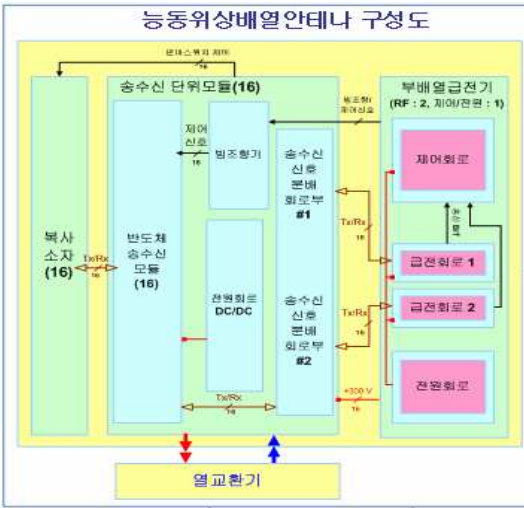 능동위상배열안테나 구성도
송수신 단위모듈(16)
16
부배열급전기
(RF : 2, 제어/전원 : 1)
빔조향/
제어신호
16
제어
신호
16
빔조향기
송수신
신호
분배
회로부
#1
제어회로
Tx/Rx
16
복사
소자
(16)
Tx/Rx
16
반도체
송수신
모듈
(16)
급전회로 1
전원회로
DC/DC
송수신
신호
분배
회로부
#2
급전회로 2
Tx/Rx
16
+300 V
16
전원회로
Tx/Rx
16
열교환기